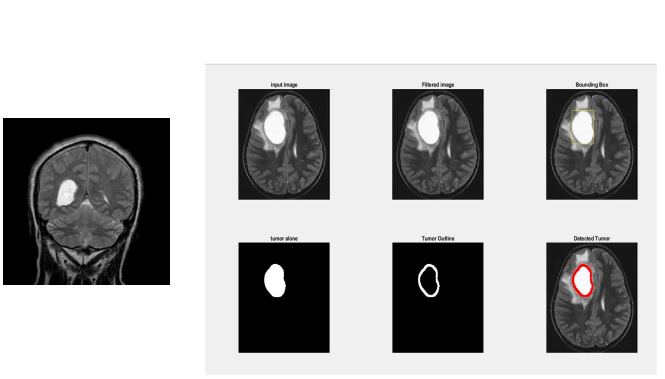 input image
Filtered image
Bounding Box
tumor alone
Tumor Outline
Detected Tumor